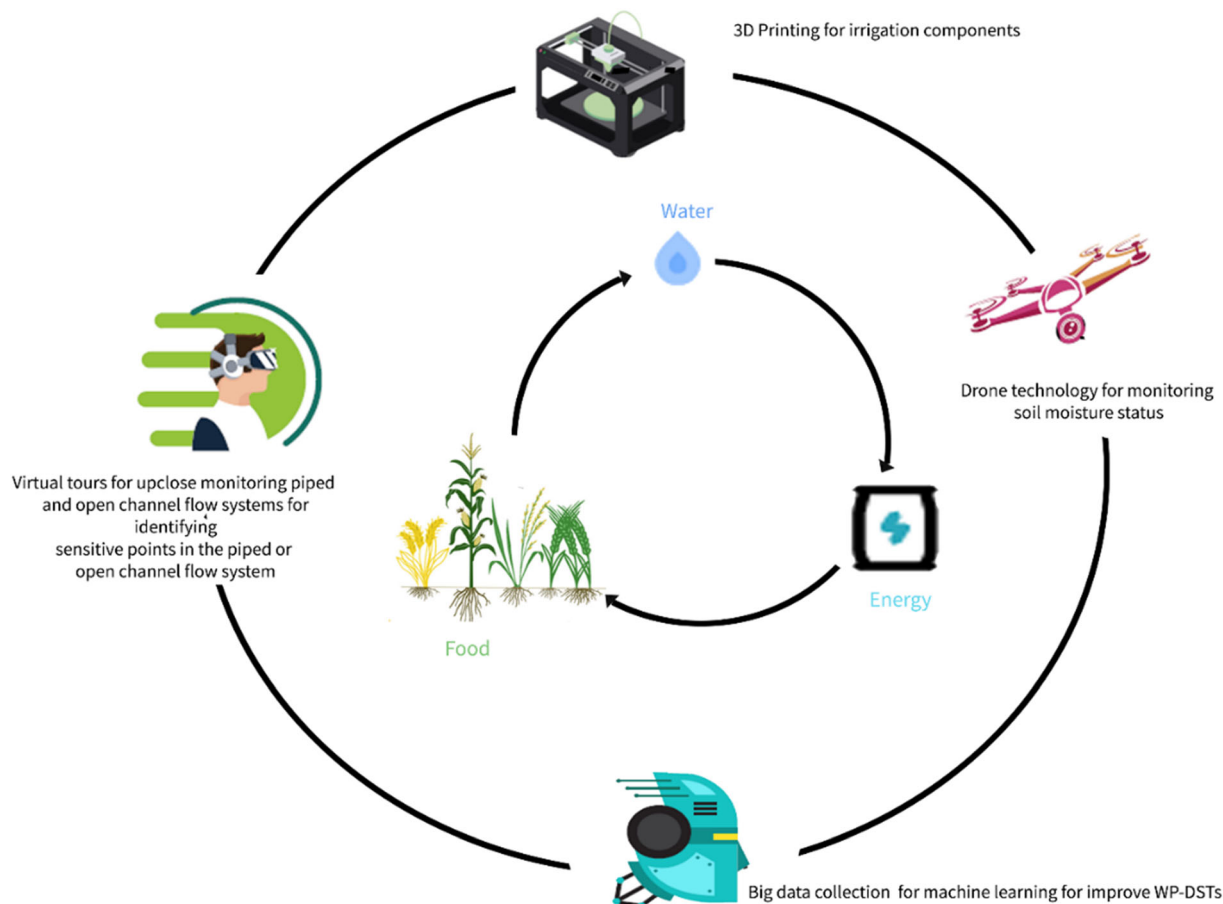 3D Printing for irrigation components
Water
Drone technology for monitoring
soil moisture status
Virtual tours for upclose monitoring piped
and open channel flow systems for
identifying
sensitive points in the piped or
open channel flow system
Energy
Food
Big data collection for machine learning for improve WP-DSTs